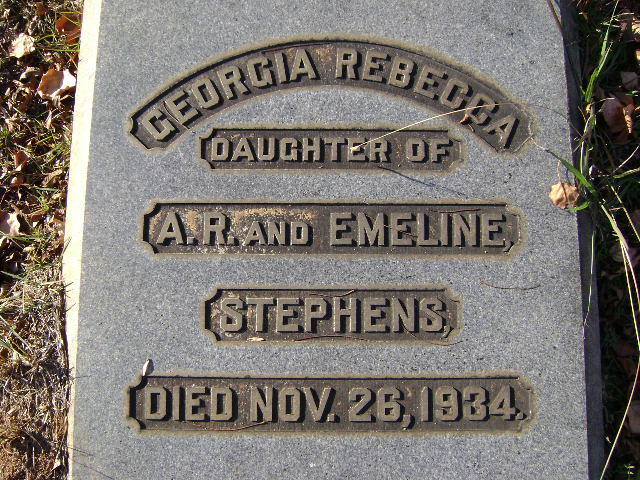 GEORGIA REBECCA
DAUGHTER OF
A. R. AND EMELINE,
STEPHENS,
DIED NOV. 26, 1934.